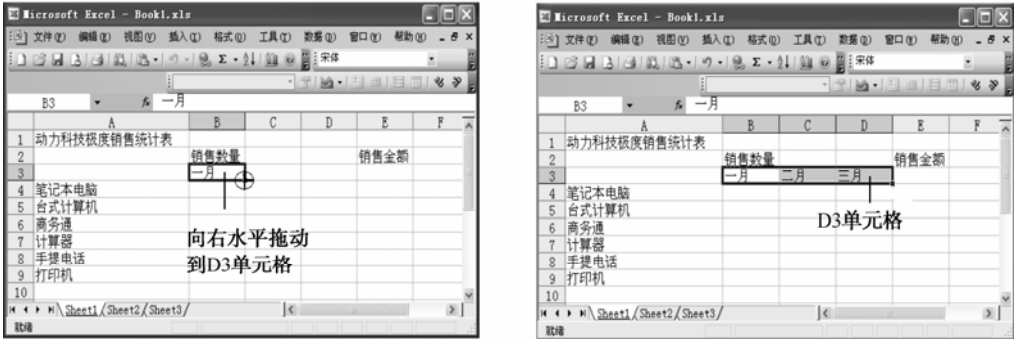 Microsoft Excel - Book1.xls
文件(F) 编辑(E) 视图(V) 插入(I) 格式(O) 工具(T) 数据(D) 窗口(W) 帮助(H)
宋体
B3 fx 一月
A B C D E F
1 动力科技极度销售统计表
2 销售数量 销售金额
3 一月
4 笔记本电脑
5 台式计算机
6 商务通
7 计算器
8 手提电话
9 打印机
10
向右水平拖动
到D3单元格
Sheet1 Sheet2 Sheet3
就绪
Microsoft Excel - Book1.xls
文件(F) 编辑(E) 视图(V) 插入(I) 格式(O) 工具(T) 数据(D) 窗口(W) 帮助(H)
宋体
B3 fx 一月
A B C D E F
1 动力科技极度销售统计表
2 销售数量 销售金额
3 一月 二月 三月
4 笔记本电脑
5 台式计算机
6 商务通
7 计算器
8 手提电话
9 打印机
10
D3单元格
Sheet1 Sheet2 Sheet3
就绪